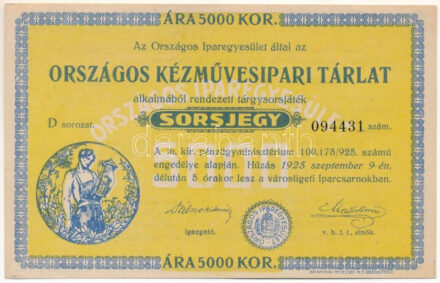 ÁRA 5000 KOR.
Az Országos Iparegyesület által az
ORSZÁGOS KÉZMŰVESIPARI TÁRLAT
alkalmából rendezett tárgysorsjáték
D sorozat. SORSJEGY 094431 szám.
A m. kir. pénzügyminisztérium 100.175/925. számú
engedélye alapján. Húzás 1925 szeptember 9-én,
délután 5 órakor lesz a városligeti Iparcsarnokban.
igazgató. v. b. t. t., elnök.
ÁRA 5000 KOR.